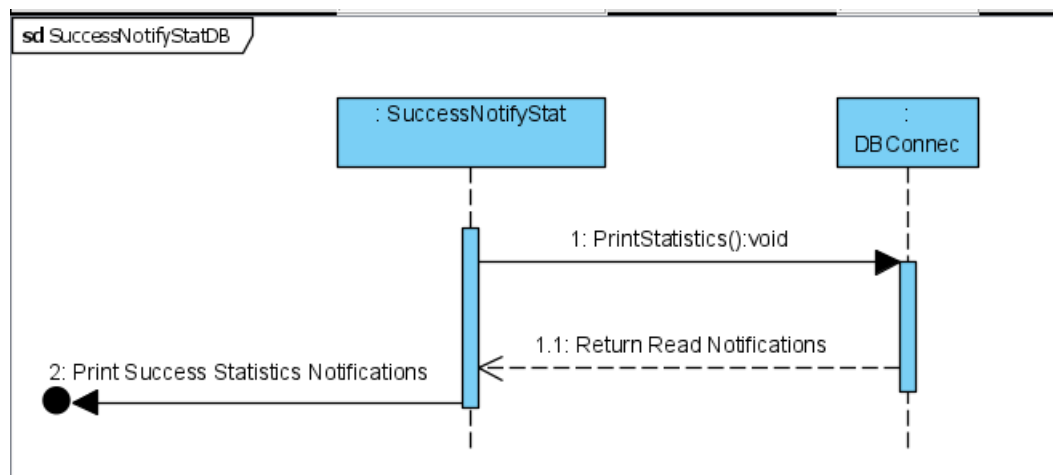 sd SuccessNotifyStatDB
: SuccessNotifyStat
:
DBConnec
1: PrintStatistics():void
1.1: Return Read Notifications
2: Print Success Statistics Notifications